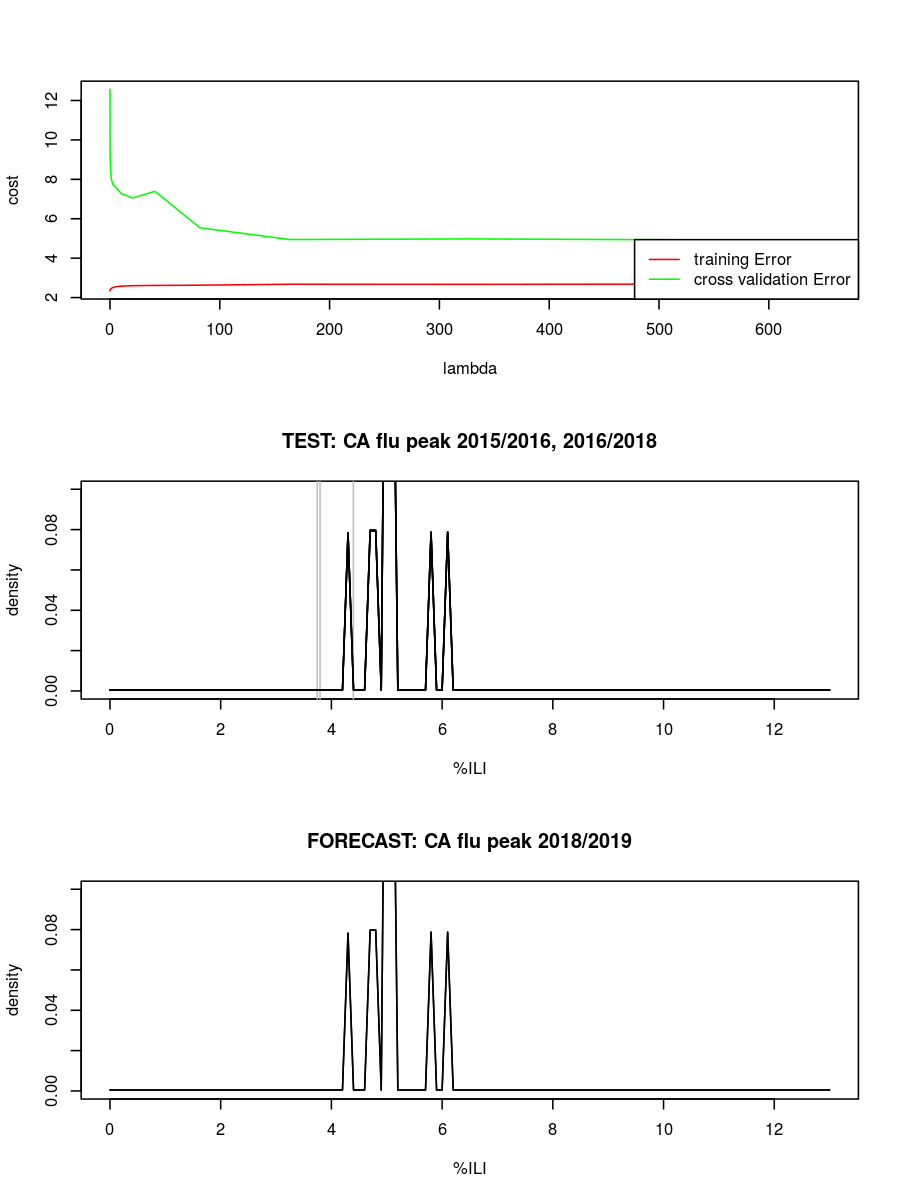 12
10
8
6
4
2
cost
training Error
cross validation Error
0 100 200 300 400 500 600
lambda
TEST: CA flu peak 2015/2016, 2016/2018
0.08
0.04
0.00
density
0 2 4 6 8 10 12
%ILI
FORECAST: CA flu peak 2018/2019
0.08
0.04
0.00
density
0 2 4 6 8 10 12
%ILI